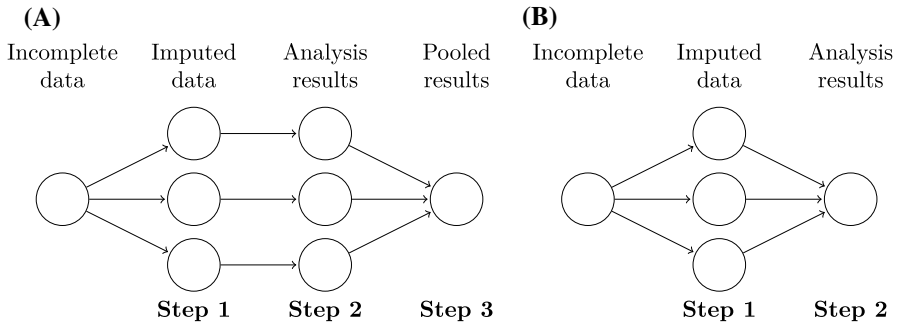 (A)
Incomplete data
Imputed data
Analysis results
Pooled results
Step 1
Step 2
Step 3
(B)
Incomplete data
Imputed data
Analysis results
Step 1
Step 2